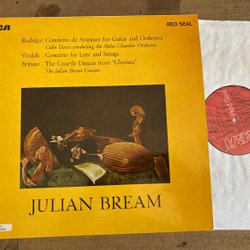 RCA
RED SEAL
Rodrigo: Concierto de Aranjuez for Guitar and Orchestra
Colin Davis conducting the Melos Chamber Orchestra
Vivaldi: Concerto for Lute and Strings
Britten: The Courtly Dances from "Gloriana"
The Julian Bream Consort
JULIAN BREAM